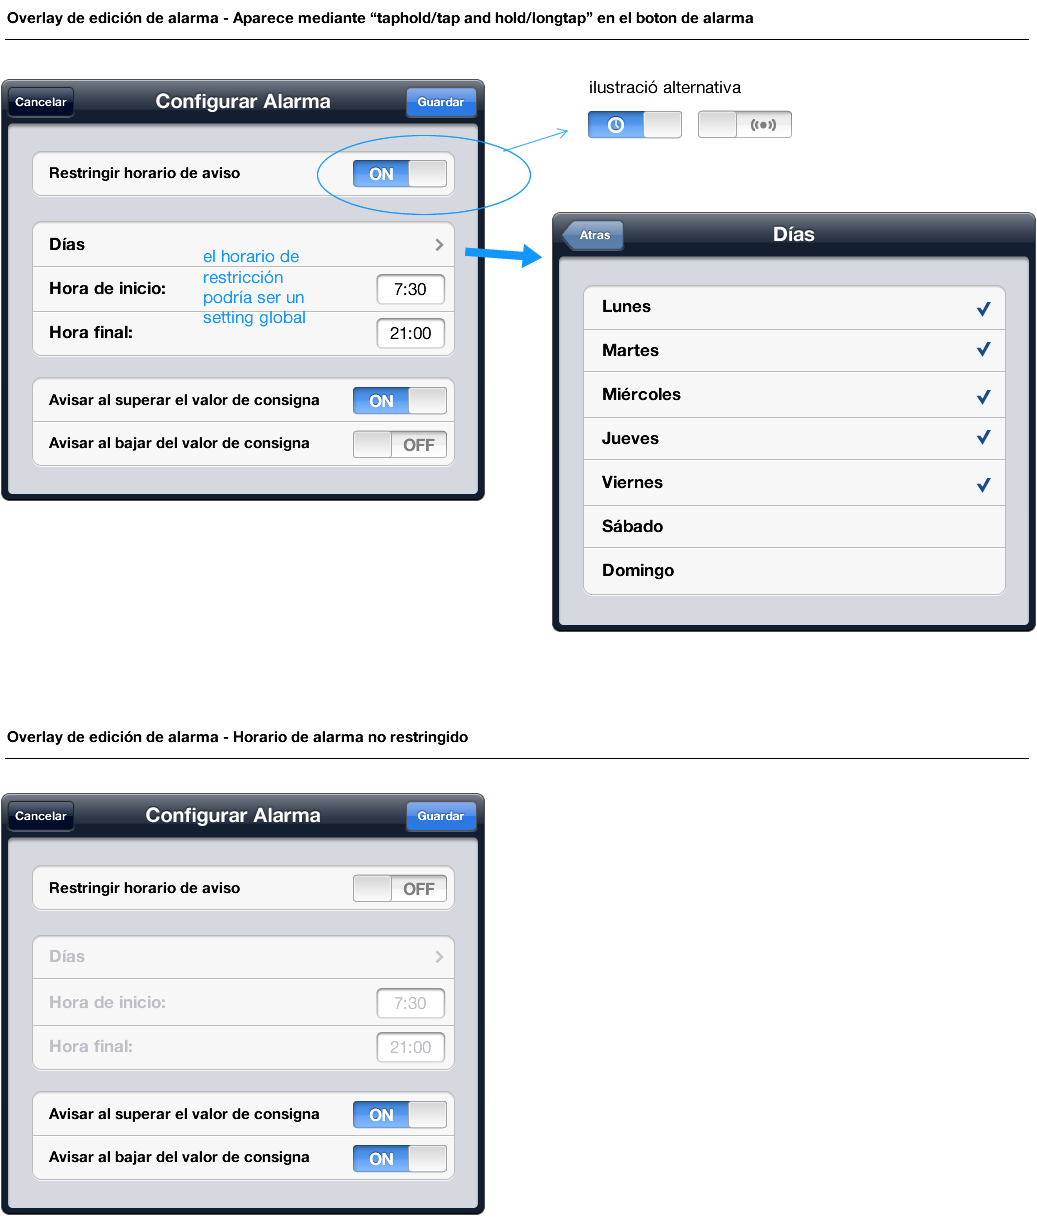 Overlay de edición de alarma - Aparece mediante “taphold/tap and hold/longtap” en el boton de alarma
Cancelar
Configurar Alarma
Guardar
Restringir horario de aviso
ON
ilustració alternativa
Días
el horario de
restricción
podría ser un
setting global
Hora de inicio:
7:30
Hora final:
21:00
Avisar al superar el valor de consigna
ON
Avisar al bajar del valor de consigna
OFF
Atras
Días
Lunes
Martes
Miércoles
Jueves
Viernes
Sábado
Domingo
Overlay de edición de alarma - Horario de alarma no restringido
Cancelar
Configurar Alarma
Guardar
Restringir horario de aviso
OFF
Días
Hora de inicio:
7:30
Hora final:
21:00
Avisar al superar el valor de consigna
ON
Avisar al bajar del valor de consigna
ON